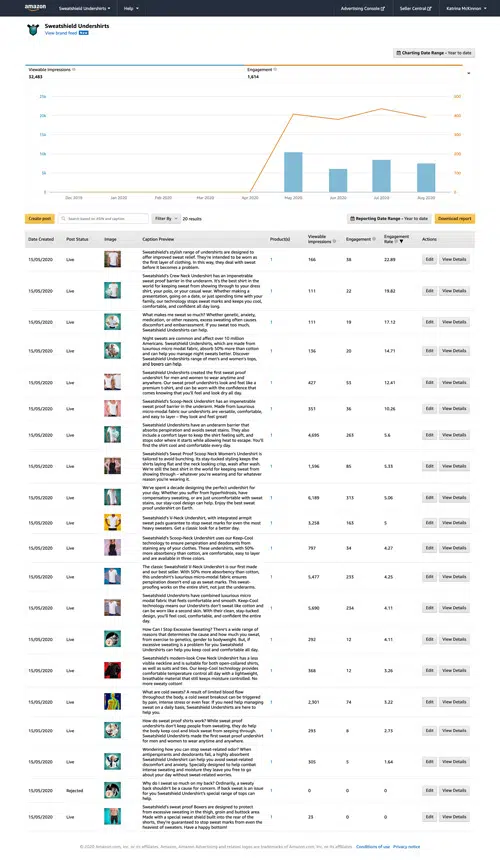 amazon
Sweatshield Undershirts
Help
Advertising Console
Seller Central
Katrina McKinnon
Sweatshield Undershirts
View brand feed New
Charting Date Range - Year to date
Viewable Impressions
32,483
Engagement
1,614
25k
20k
15k
10k
5k
0
500
400
300
200
100
0
Dec 2019 Jan 2020 Feb 2020 Mar 2020 Apr 2020 May 2020 Jun 2020 Jul 2020 Aug 2020
Create post
Search based on ASIN and caption
Filter By
20 results
Reporting Date Range - Year to date
Download report
Date Created Post Status Image Caption Preview Product(s) Viewable Impressions Engagement Engagement Rate Actions
15/05/2020 Live
Sweatshield's stylish range of undershirts are designed to
offer improved sweat relief. They're intended to be worn as
the first layer of clothing, in this way, they deal with sweat
before it becomes a problem.
1 166 38 22.89 Edit View Details
15/05/2020 Live
Sweatshield's Crew Neck Undershirt has an impenetrable
sweat proof barrier in the underarm. It's the best shirt in the
world for keeping sweat from showing through to your dress
shirt, your polo, or your casual wear. Whether making a
presentation, going on a date, or just spending time with your
family, our technology stops sweat marks and keeps you cool,
comfortable, and confident all day long.
1 111 22 19.82 Edit View Details
15/05/2020 Live
What makes me sweat so much? Whether genetic, anxiety,
medication, or other reasons, excess sweating often causes
discomfort and embarrassment. If you sweat too much,
Sweatshield Undershirts can help.
1 111 19 17.12 Edit View Details
15/05/2020 Live
Night sweats are common and affect over 10 million
Americans. Sweatshield Undershirts, which are made from
luxurious micro modal fabric, absorb 50% more than cotton
and can help you manage night sweats better. Discover
Sweatshield Undershirts range of men's and women's tops,
and boxers can help.
1 136 20 14.71 Edit View Details
15/05/2020 Live
Sweatshield Undershirts created the first sweat proof
undershirt for men and women to wear anytime and
anywhere. Our sweat proof undershirts look and feel like a
premium t-shirt, and can be worn with the confidence that
comes knowing that you'll feel and look dry all day.
1 427 53 12.41 Edit View Details
15/05/2020 Live
Sweatshield's Scoop Neck Undershirt has an impenetrable
sweat proof barrier in the underarm. Made from luxurious
micro-modal fabric our undershirts are versatile, comfortable,
and easy to layer – they look and feel great!
1 351 36 10.26 Edit View Details
15/05/2020 Live
Sweatshield Undershirts have an underarm barrier that
absorbs perspiration and avoids sweat stains. They also
include a comfort layer to keep the shirt feeling soft, and
stops odor where it starts while allowing heat to escape. You'll
find the shirt cool and comfortable every day.
1 4,695 263 5.6 Edit View Details
15/05/2020 Live
Sweatshield's Sweat Proof Scoop Neck Women's Undershirt is
tailored to avoid bunching. Its stay-tucked styling keeps the
shirts laying flat and the neck looking crisp, wash after wash.
We're still the best shirt in the world for keeping sweat from
showing through – whatever you're wearing and for whatever
reason you're wearing it.
1 1,596 85 5.33 Edit View Details
15/05/2020 Live
We've spent a decade designing the perfect undershirt for
your day. Whether you suffer from hyperhidrosis, have
compensatory sweating, or are just uncomfortable with sweat
stains, our stay-cool design can help. Enjoy the best sweat
proof undershirt on Earth.
1 6,189 313 5.06 Edit View Details
15/05/2020 Live
Sweatshield's V-Neck Undershirt, with integrated armpit
sweat pads guarantee to stop sweat marks for even the most
heavy sweaters. Get a classic look for a better day.
1 3,258 163 5 Edit View Details
15/05/2020 Live
Sweatshield's Scoop Neck Undershirt uses our Keep-Cool
technology to ensure perspiration and deodorants from
staining any of your clothes. These undershirts, with 50%
more absorbency than cotton, are comfortable, easy to layer
and are available in three colors.
1 797 34 4.27 Edit View Details
15/05/2020 Live
The classic Sweatshield V-Neck Undershirt is our first made
and our best seller. With 50% more absorbency than cotton,
this undershirt's luxurious micro-modal fabric ensures
perspiration doesn't end up as sweat marks. This sweat-
proofing works on the entire shirt, not just the underarms.
1 5,477 233 4.25 Edit View Details
15/05/2020 Live
Sweatshield Undershirts have combined luxurious micro
modal fabric that feels comfortable and smooth. Keep-Cool
technology means our Undershirts don't sweat like cotton and
can be worn like a second skin. With their clean, stay-tucked
design, you'll feel cool, comfortable, and confident the entire
day.
1 5,690 234 4.11 Edit View Details
15/05/2020 Live
How Can I Stop Excessive Sweating? There's a wide range of
reasons that determines the cause and how much you sweat,
from exercise to genetics, gender to bodyweight. But, if
excessive sweating is a problem for you Sweatshield
Undershirts can help you keep cool and comfortable all day.
1 292 12 4.11 Edit View Details
15/05/2020 Live
Sweatshield's modern-look Crew Neck Undershirt has a less
visible neckline and is suitable for both open-collared shirts,
as well as suits and ties. Our Keep-Cool technology provides
comfortable temperature control all day with a lightweight,
breathable material that still keeps moisture controlled. No
more sweaty cotton!
1 368 12 3.26 Edit View Details
15/05/2020 Live
What are cold sweats? A result of limited blood flow
throughout the body, a cold sweat breakout can be triggered
by pain, intense stress or even fear. If you need help managing
sweat on a daily basis, Sweatshield Undershirts are here to
help you.
1 2,301 74 3.22 Edit View Details
15/05/2020 Live
How do sweat proof shirts work? While sweat proof
undershirts don't keep people from sweating, they do help
the body keep cool and block sweat from seeping through.
Sweatshield Undershirts made the first sweat proof undershirt
for men and women to wear anytime and anywhere.
1 293 8 2.73 Edit View Details
15/05/2020 Live
Wondering how you can stop sweat-related odor? When
antiperspirants and deodorants fail, a highly absorbent
Sweatshield Undershirt can help you avoid sweat-related
discomfort and anxiety. Specially designed to help combat
intense sweating and moisture they leave you free to go
about your day without sweat-related worries.
1 305 5 1.64 Edit View Details
15/05/2020 Rejected
Why do I sweat so much on my back? Ordinarily, a sweaty
back shouldn't be a cause for concern. If back sweat is an issue
for you Sweatshield Undershirt's special range of tops can
help.
1 0 0 0 Edit View Details
15/05/2020 Live
Sweatshield's sweat proof Boxers are designed to protect
from excessive sweating in the thigh, groin and buttock area
Made with a special sweat shield built into the rear of the
shorts, they're guaranteed to stop sweat marks from even the
heaviest of sweaters. Have a happy bottom!
1 23 0 0 Edit View Details
© 2020 Amazon.com, Inc. or its affiliates. Amazon, Amazon Advertising and related logos are trademarks of Amazon.com, Inc. or its affiliates
Conditions of use Privacy notice